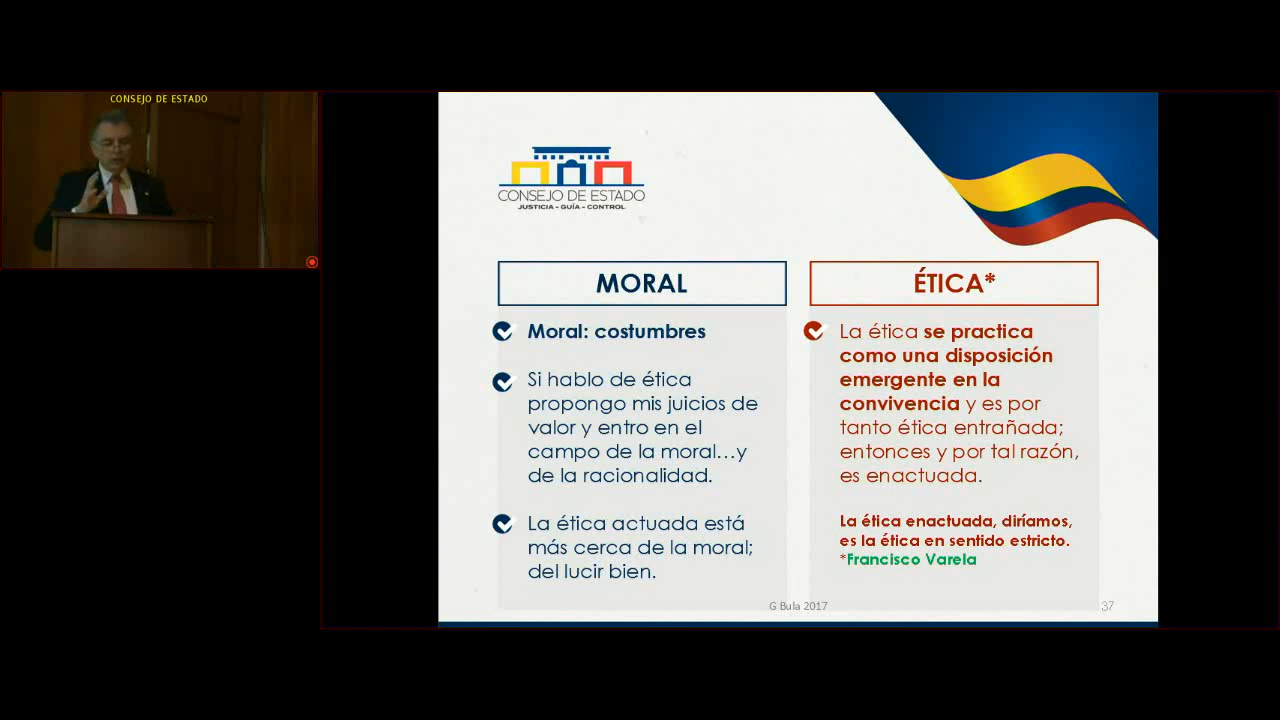 CONSEJO DE ESTADO
CONSEJO DE ESTADO
JUSTICIA - GUÍA - CONTROL
MORAL
Moral: costumbres
Si hablo de ética
propongo mis juicios de
valor y entro en el
campo de la moral…y
de la racionalidad.
La ética actuada está
más cerca de la moral;
del lucir bien.
ÉTICA*
La ética se practica
como una disposición
emergente en la
convivencia y es por
tanto ética entrañada;
entonces y por tal razón,
es enactuada.
La ética enactuada, diríamos,
es la ética en sentido estricto.
*Francisco Varela
G Bula 2017
37